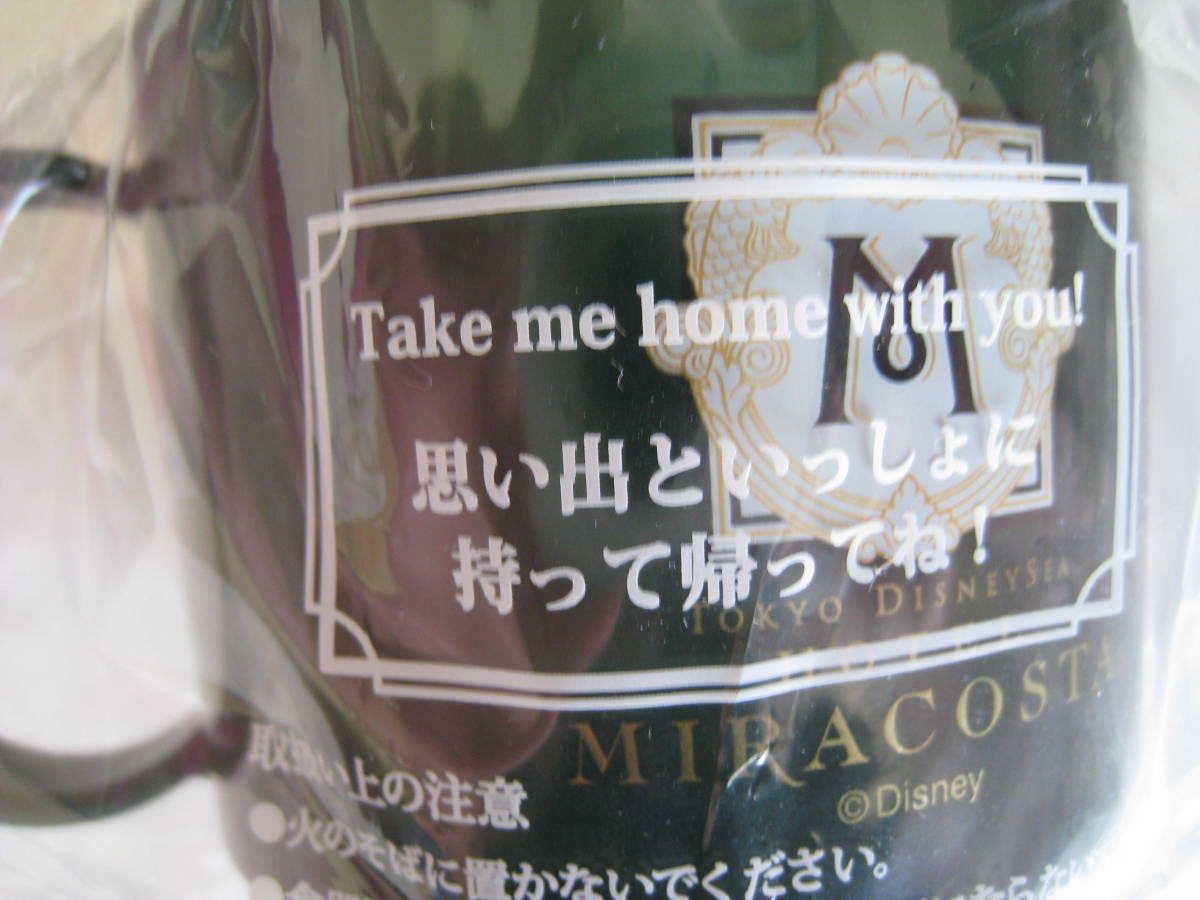 Take me home with you!
思い出といっしょに
持って帰ってね！
M
TOKYO DISNEYSEA
HOTEL
MIRACOSTA
©Disney
取扱い上の注意
●火のそばに置かないでください。